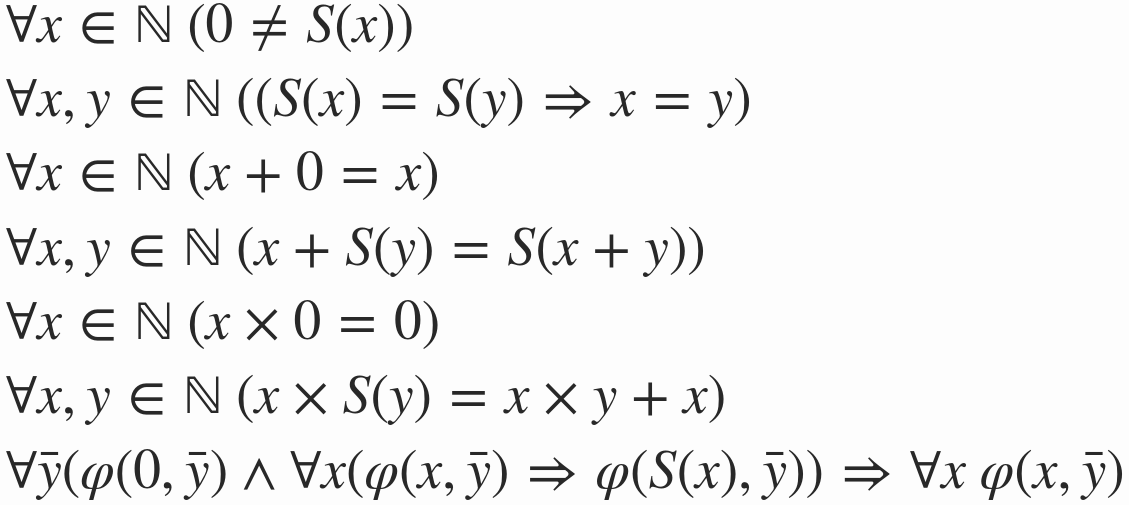 ∀x ∈ ℕ (0 ≠ S(x))
∀x, y ∈ ℕ ((S(x) = S(y) ⇒ x = y)
∀x ∈ ℕ (x + 0 = x)
∀x, y ∈ ℕ (x + S(y) = S(x + y))
∀x ∈ ℕ (x × 0 = 0)
∀x, y ∈ ℕ (x × S(y) = x × y + x)
∀ȳ(φ(0, ȳ) ∧ ∀x(φ(x, ȳ) ⇒ φ(S(x), ȳ)) ⇒ ∀x φ(x, ȳ)